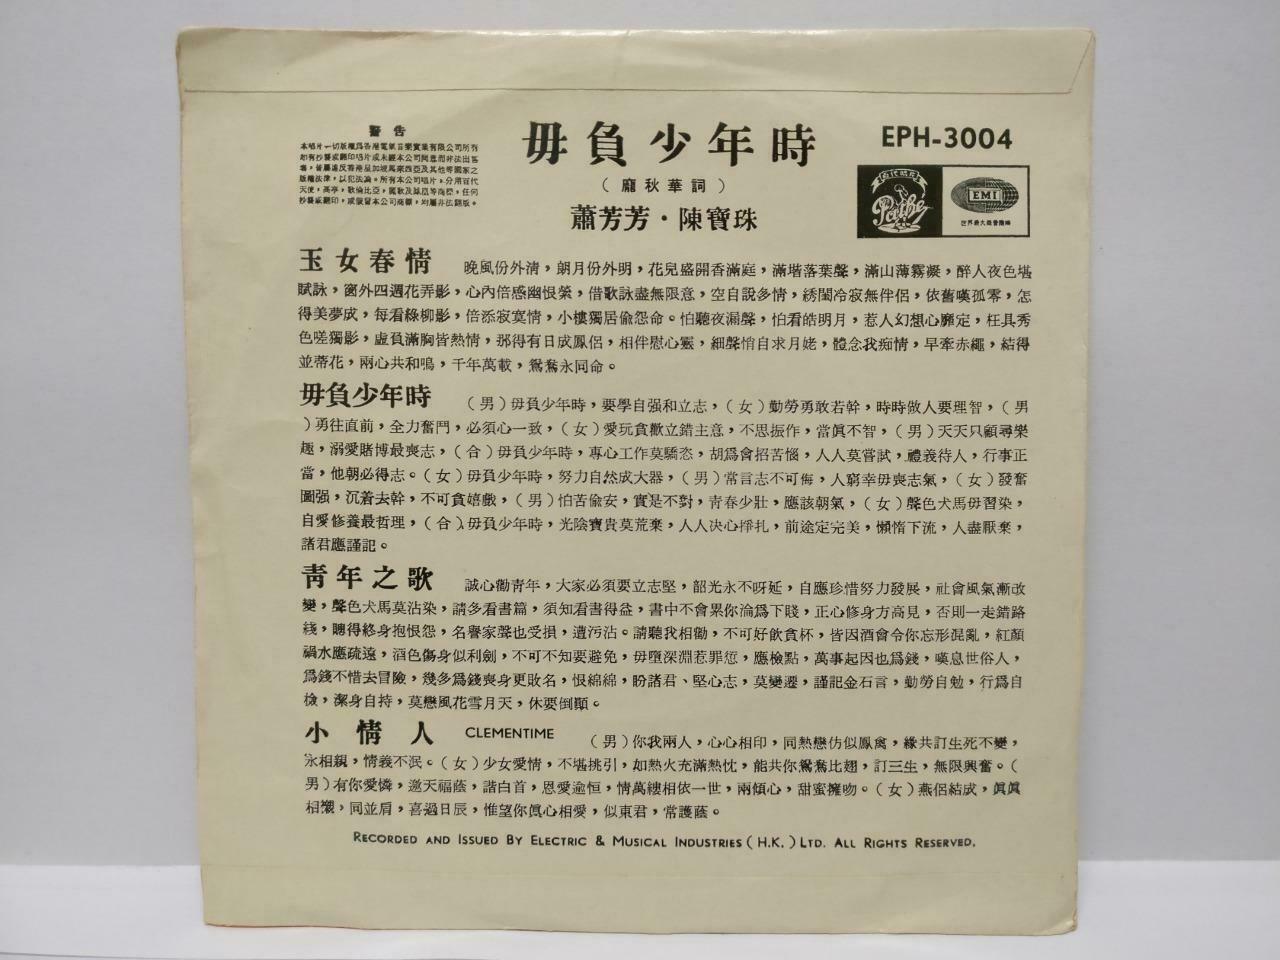 警告
本唱片一切版權爲香港電氣音樂實業有限公司所有
如有抄襲或翻印唱片或未經本公司同意而非法出售
者，皆屬違反香港星加坡馬來西亞及其他等國家之
版權法律，以犯法論。所有本公司唱片，分用百代
天使，高亭，歌倫比亞，麗歌及鳳凰等商標，任何
抄襲或翻印，或假冒本公司商標，均屬非法翻版。
毋負少年時
（龐秋華詞）
蕭芳芳·陳寶珠
EPH-3004
百代唱片
Pathé
EMI
世界最大錄音機構
玉女春情 晚風份外淸，朗月份外明，花兒盛開香滿庭，滿堦落葉聲，滿山薄霧凝，醉人夜色堪
賦詠，窗外四週花弄影，心內倍感幽恨縈，借歌詠盡無限意，空自說多情，綉閨冷寂無伴侶，依舊嘆孤零，怎
得美夢成，每看綠柳影，倍添寂寞情，小樓獨居偷怨命。怕聽夜漏聲，怕看皓明月，惹人幻想心靡定，枉具秀
色嗟獨影，虛負滿胸皆熱情，那得有日成鳳侶，相伴慰心靈，細聲悄自求月姥，體念我痴情，早牽赤繩，結得
並蒂花，兩心共和鳴，千年萬載，鴛鴦永同命。
毋負少年時 （男）毋負少年時，要學自强和立志，（女）勤勞勇敢若幹，時時做人要理智，（男
）勇往直前，全力奮鬥，必須心一致，（女）愛玩貪歡立錯主意，不思振作，當眞不智，（男）天天只顧尋樂
趣，溺愛賭博最喪志，（合）毋負少年時，專心工作莫驕恣，胡爲會招苦惱，人人莫嘗試，禮義待人，行事正
當，他朝必得志。（女）毋負少年時，努力自然成大器，（男）常言志不可侮，人窮幸毋喪志氣，（女）發奮
圖强，沉着去幹，不可貪嬉戲，（男）怕苦偷安，實是不對，靑春少壯，應該朝氣，（女）聲色犬馬毋習染，
自愛修養最哲理，（合）毋負少年時，光陰寶貴莫荒棄，人人決心掙扎，前途定完美，懶惰下流，人盡厭棄，
諸君應謹記。
靑年之歌 誠心勸靑年，大家必須要立志堅，韶光永不呀延，自應珍惜努力發展，社會風氣漸改
變，聲色犬馬莫沾染，請多看書篇，須知看書得益，書中不會累你淪爲下賤，正心修身方高見，否則一走錯路
綫，賸得終身抱恨怨，名譽家聲也受損，遭污沾。請聽我相勸，不可好飲貪杯，皆因酒會令你忘形混亂，紅顏
禍水應疏遠，酒色傷身似利劍，不可不知要避免，毋墮深淵惹罪愆，應檢點，萬事起因也爲錢，嘆息世俗人，
爲錢不惜去冒險，幾多爲錢喪身更敗名，恨綿綿，盼諸君、堅心志，莫變遷，謹記金石言，勤勞自勉，行爲自
檢，潔身自持，莫戀風花雪月天，休要倒顚。
小情人 CLEMENTIME （男）你我兩人，心心相印，同熱戀仿似鳳禽，緣共訂生死不變，
永相親，情義不泯。（女）少女愛情，不堪挑引，如熱火充滿熱忱，能共你鴛鴦比翅，訂三生，無限興奮。（
男）有你愛憐，邀天福蔭，諧白首，恩愛逾恒，情萬縷相依一世，兩傾心，甜蜜擁吻。（女）燕侶結成，眞眞
相襯，同並肩，喜過日辰，惟望你眞心相愛，似東君，常護蔭。
RECORDED AND ISSUED BY ELECTRIC & MUSICAL INDUSTRIES (H.K.) LTD. ALL RIGHTS RESERVED.